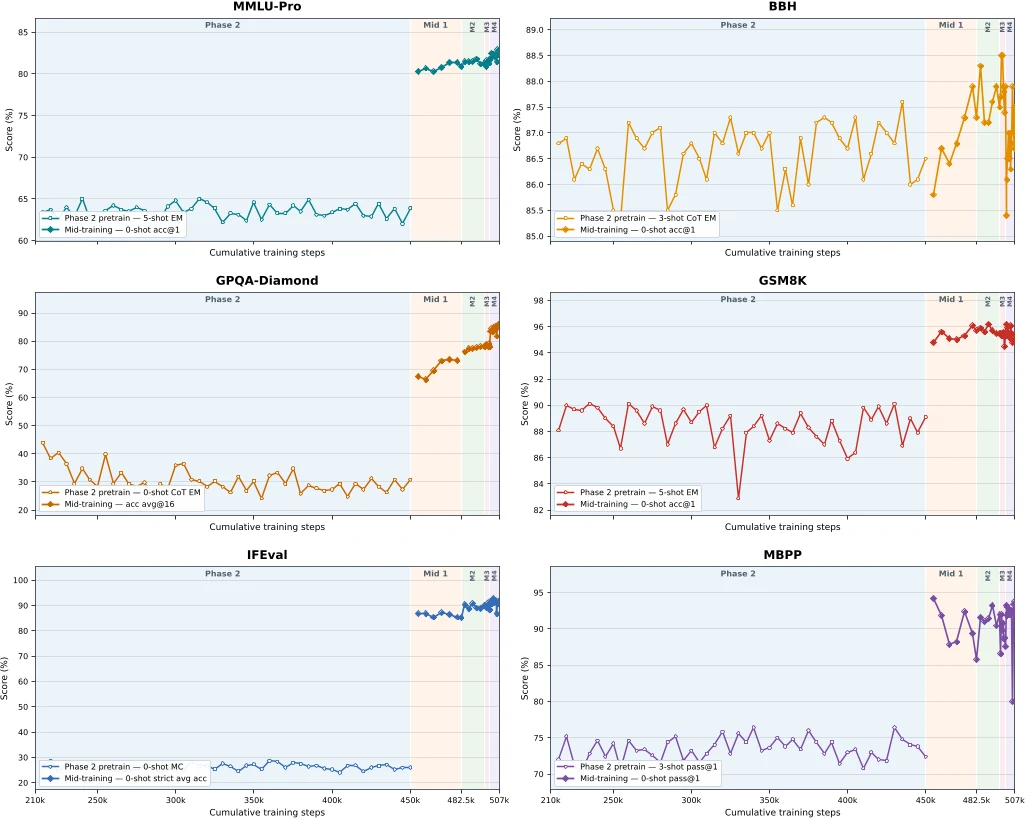 MMLU-Pro
Phase 2
Mid 1
M2
M3
M4
85
80
75
70
65
60
Score (%)
Phase 2 pretrain — 5-shot EM
Mid-training — 0-shot acc@1
Cumulative training steps
BBH
Phase 2
Mid 1
M2
M3
M4
89.0
88.5
88.0
87.5
87.0
86.5
86.0
85.5
85.0
Score (%)
Phase 2 pretrain — 3-shot CoT EM
Mid-training — 0-shot acc@1
Cumulative training steps
GPQA-Diamond
Phase 2
Mid 1
M2
M3
M4
90
80
70
60
50
40
30
20
Score (%)
Phase 2 pretrain — 0-shot CoT EM
Mid-training — acc avg@16
Cumulative training steps
GSM8K
Phase 2
Mid 1
M2
M3
M4
98
96
94
92
90
88
86
84
82
Score (%)
Phase 2 pretrain — 5-shot EM
Mid-training — 0-shot acc@1
Cumulative training steps
IFEval
Phase 2
Mid 1
M2
M3
M4
100
90
80
70
60
50
40
30
20
Score (%)
Phase 2 pretrain — 0-shot MC
Mid-training — 0-shot strict avg acc
210k 250k 300k 350k 400k 450k 482.5k 507k
Cumulative training steps
MBPP
Phase 2
Mid 1
M2
M3
M4
95
90
85
80
75
70
Score (%)
Phase 2 pretrain — 3-shot pass@1
Mid-training — 0-shot pass@1
210k 250k 300k 350k 400k 450k 482.5k 507k
Cumulative training steps